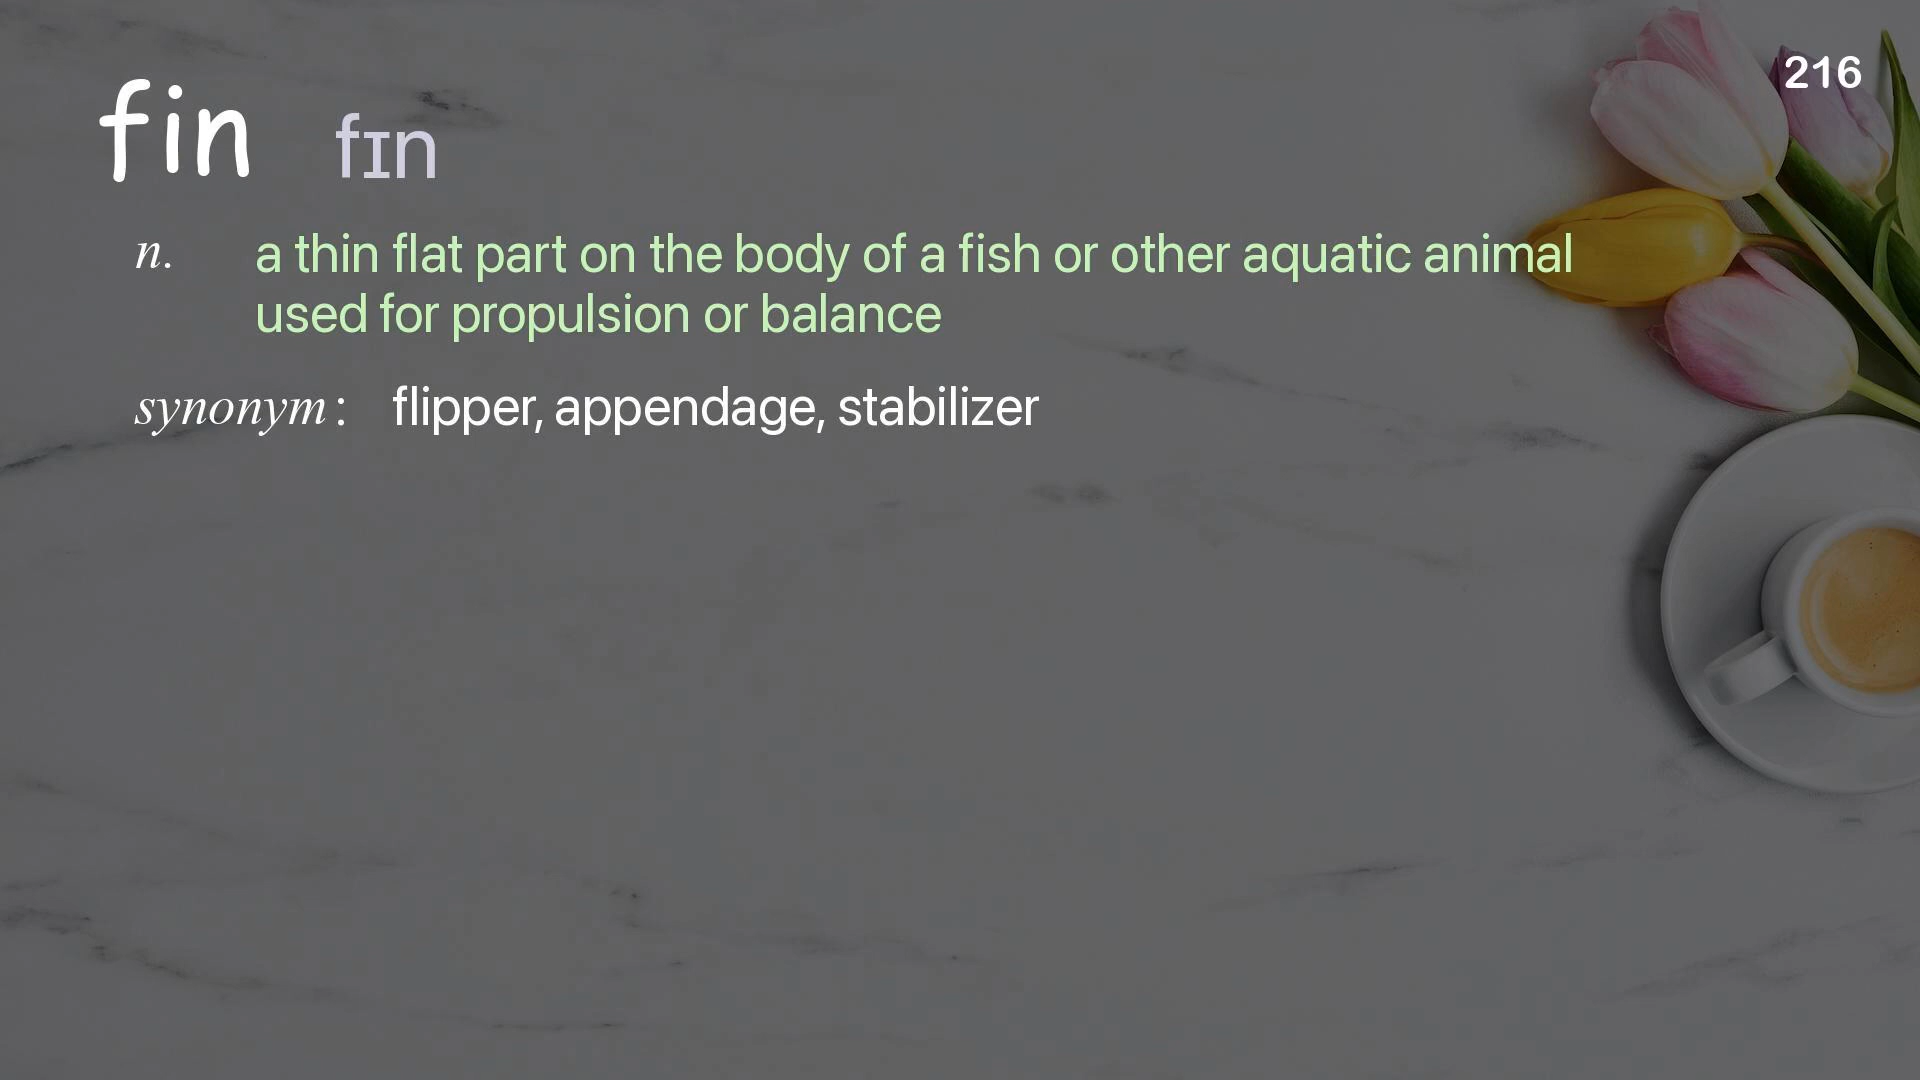 216
fin fɪn
n. a thin flat part on the body of a fish or other aquatic animal
used for propulsion or balance
synonym : flipper, appendage, stabilizer